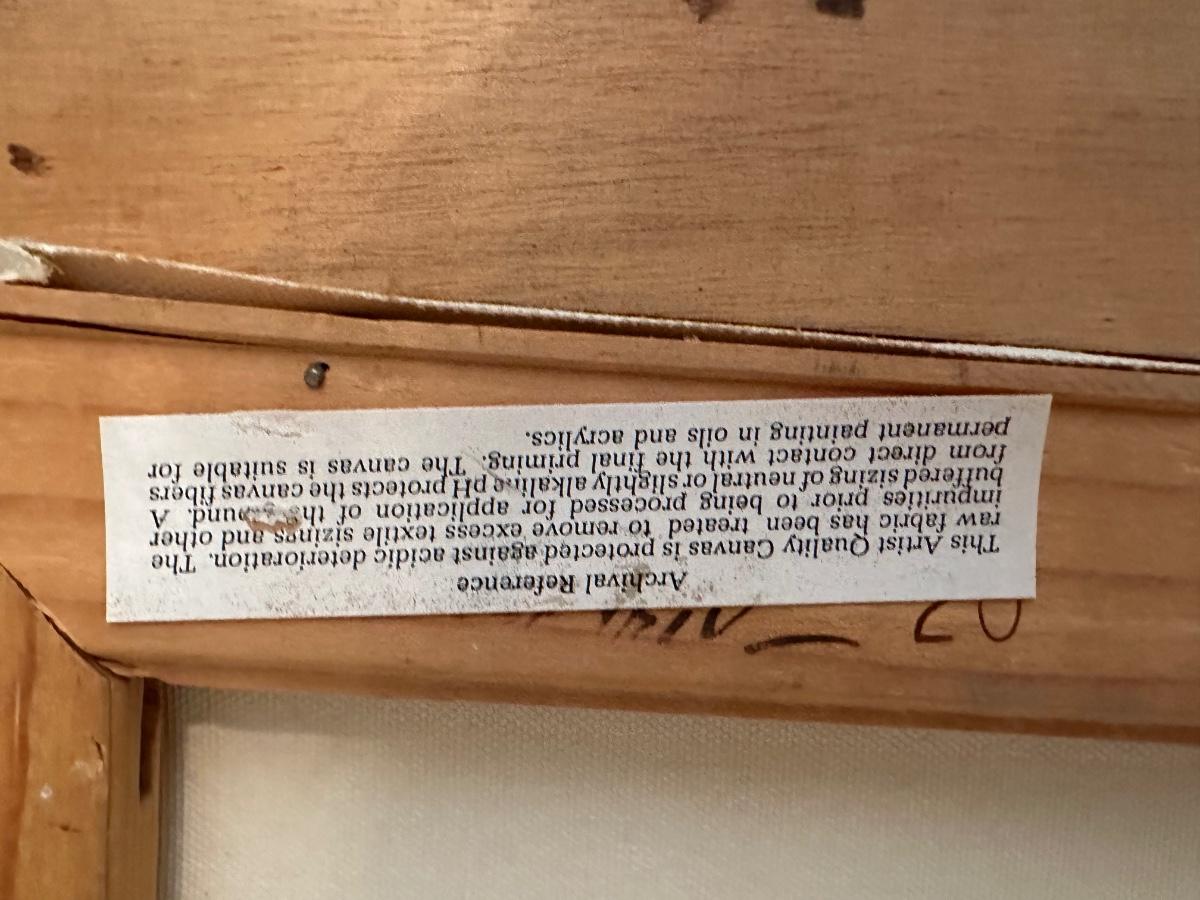 Archival Reference
This Artist Quality Canvas is protected against acidic deterioration. The
raw fabric has been treated to remove excess textile sizings and other
impurities prior to being processed for application of the ground. A
buffered sizing of neutral or slightly alkaline pH protects the canvas fibers
from direct contact with the final priming. The canvas is suitable for
permanent painting in oils and acrylics.